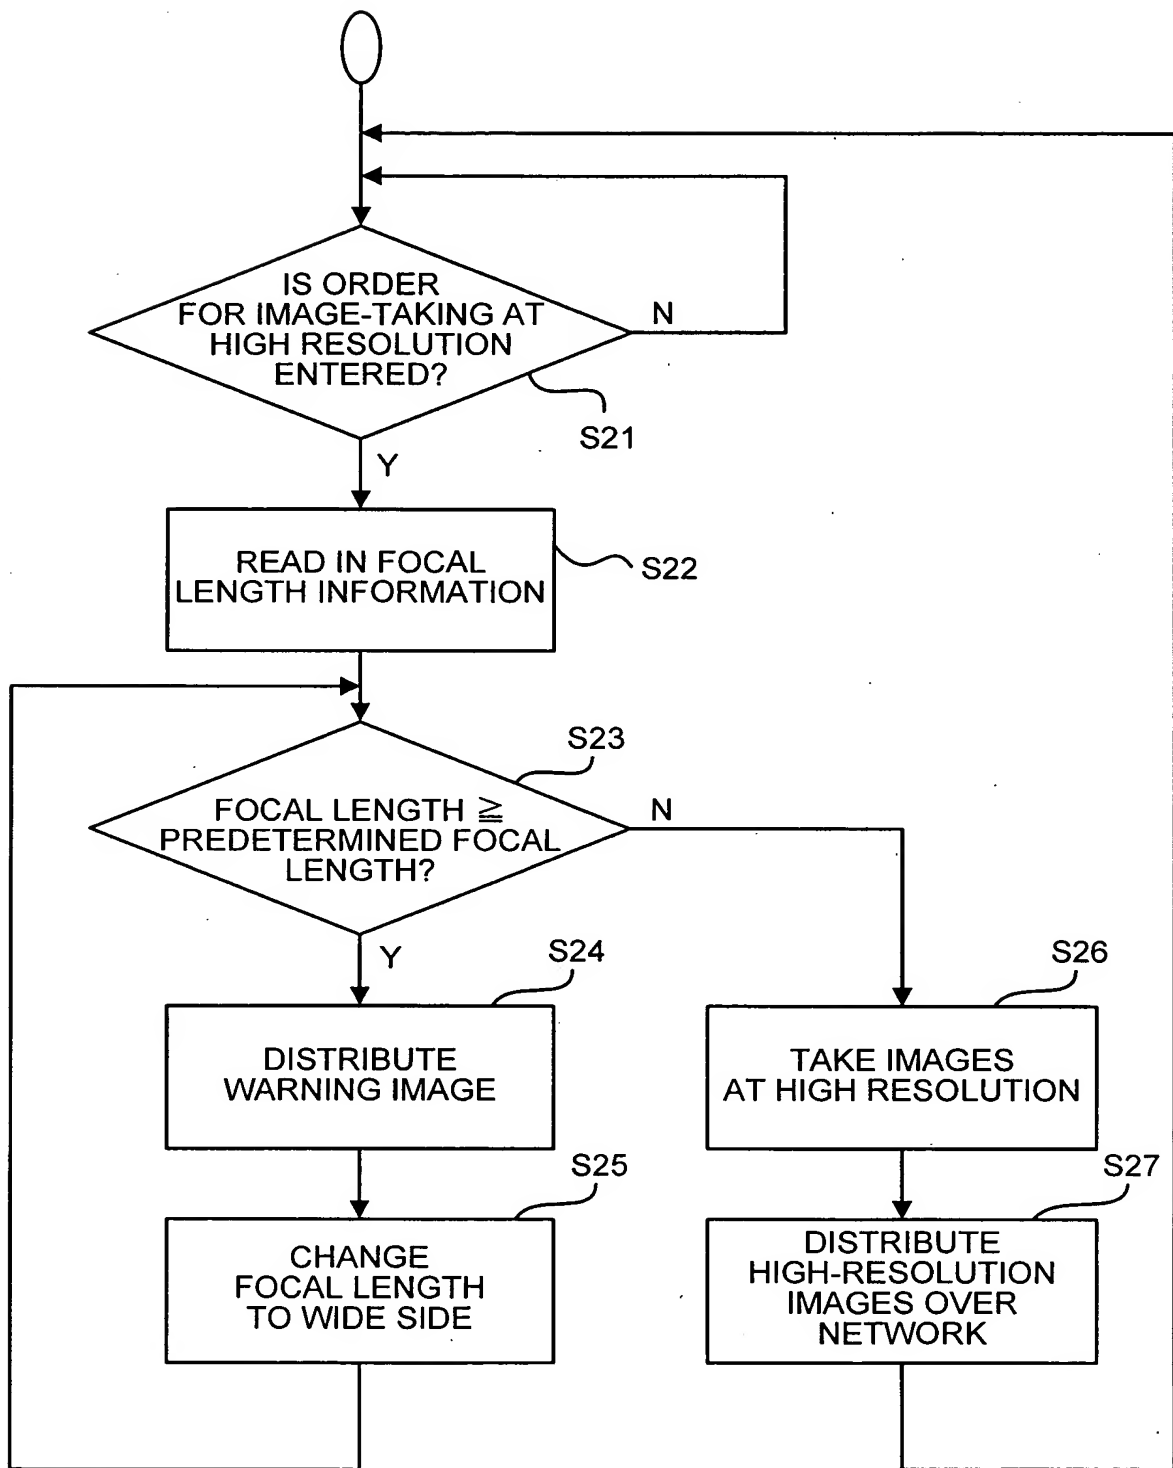 IS ORDER
FOR IMAGE-TAKING AT
HIGH RESOLUTION
ENTERED?
N
S21
Y
READ IN FOCAL
LENGTH INFORMATION
S22
S23
FOCAL LENGTH ≧
PREDETERMINED FOCAL
LENGTH?
N
Y
S24
S26
DISTRIBUTE
WARNING IMAGE
TAKE IMAGES
AT HIGH RESOLUTION
S25
S27
CHANGE
FOCAL LENGTH
TO WIDE SIDE
DISTRIBUTE
HIGH-RESOLUTION
IMAGES OVER
NETWORK